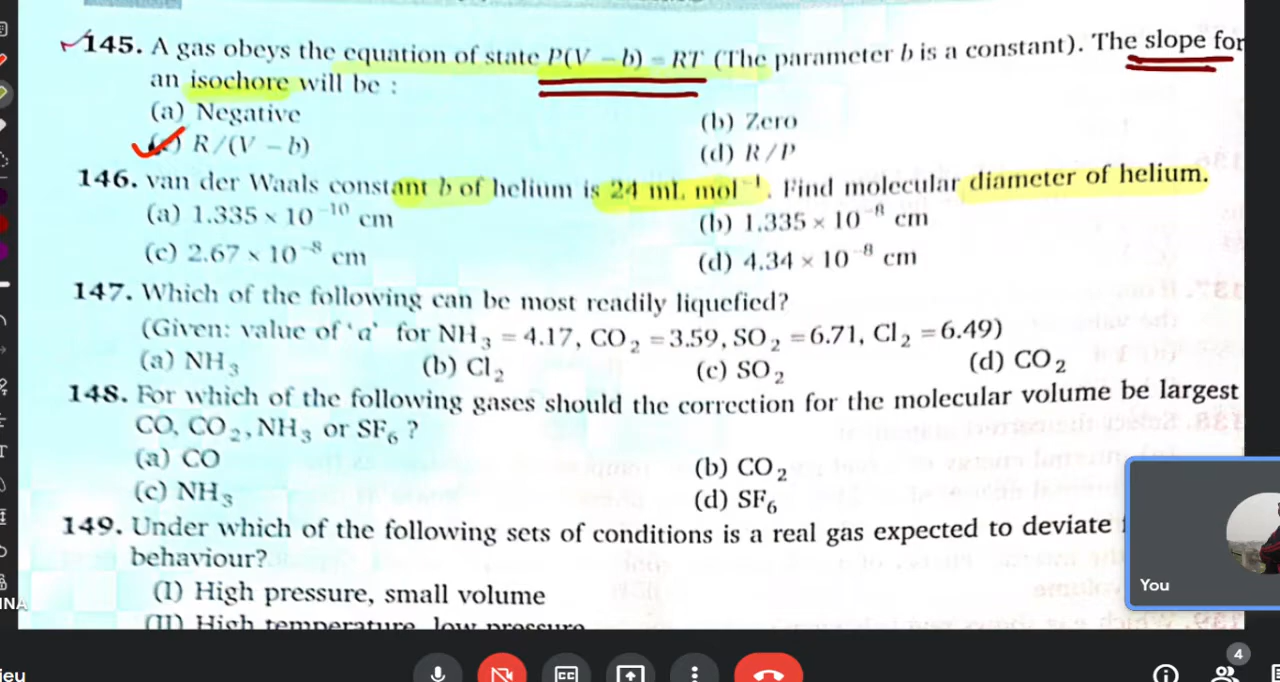 145. A gas obeys the equation of state P(V − b) = RT (The parameter b is a constant). The slope for
an isochore will be :
(a) Negative
(b) Zero
R/(V − b)
(d) R/P
146. van der Waals constant b of helium is 24 mL mol⁻¹. Find molecular diameter of helium.
(a) 1.335 × 10⁻¹⁰ cm
(b) 1.335 × 10⁻⁸ cm
(c) 2.67 × 10⁻⁸ cm
(d) 4.34 × 10⁻⁸ cm
147. Which of the following can be most readily liquefied?
(Given: value of 'a' for NH₃ = 4.17, CO₂ = 3.59, SO₂ = 6.71, Cl₂ = 6.49)
(a) NH₃ (b) Cl₂ (c) SO₂ (d) CO₂
148. For which of the following gases should the correction for the molecular volume be largest
CO, CO₂, NH₃ or SF₆ ?
(a) CO
(b) CO₂
(c) NH₃
(d) SF₆
149. Under which of the following sets of conditions is a real gas expected to deviate
behaviour?
(I) High pressure, small volume
(II) High temperature, low pressure
You
4
CC